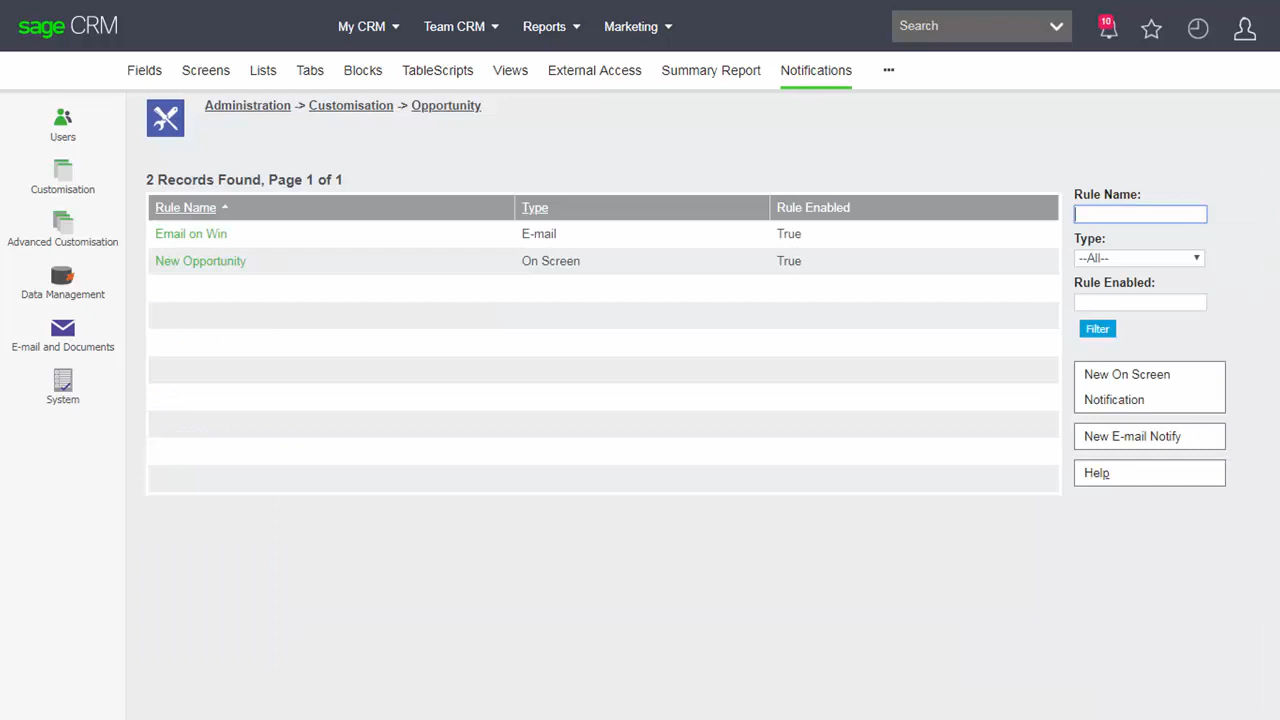 sage CRM
My CRM
Team CRM
Reports
Marketing
Search
10
Fields
Screens
Lists
Tabs
Blocks
TableScripts
Views
External Access
Summary Report
Notifications
•••
Users
Customisation
Advanced Customisation
Data Management
E-mail and Documents
System
Administration -> Customisation -> Opportunity
2 Records Found, Page 1 of 1
Rule Name Type Rule Enabled
Email on Win E-mail True
New Opportunity On Screen True
Rule Name:
Type:
--All--
Rule Enabled:
Filter
New On Screen
Notification
New E-mail Notify
Help